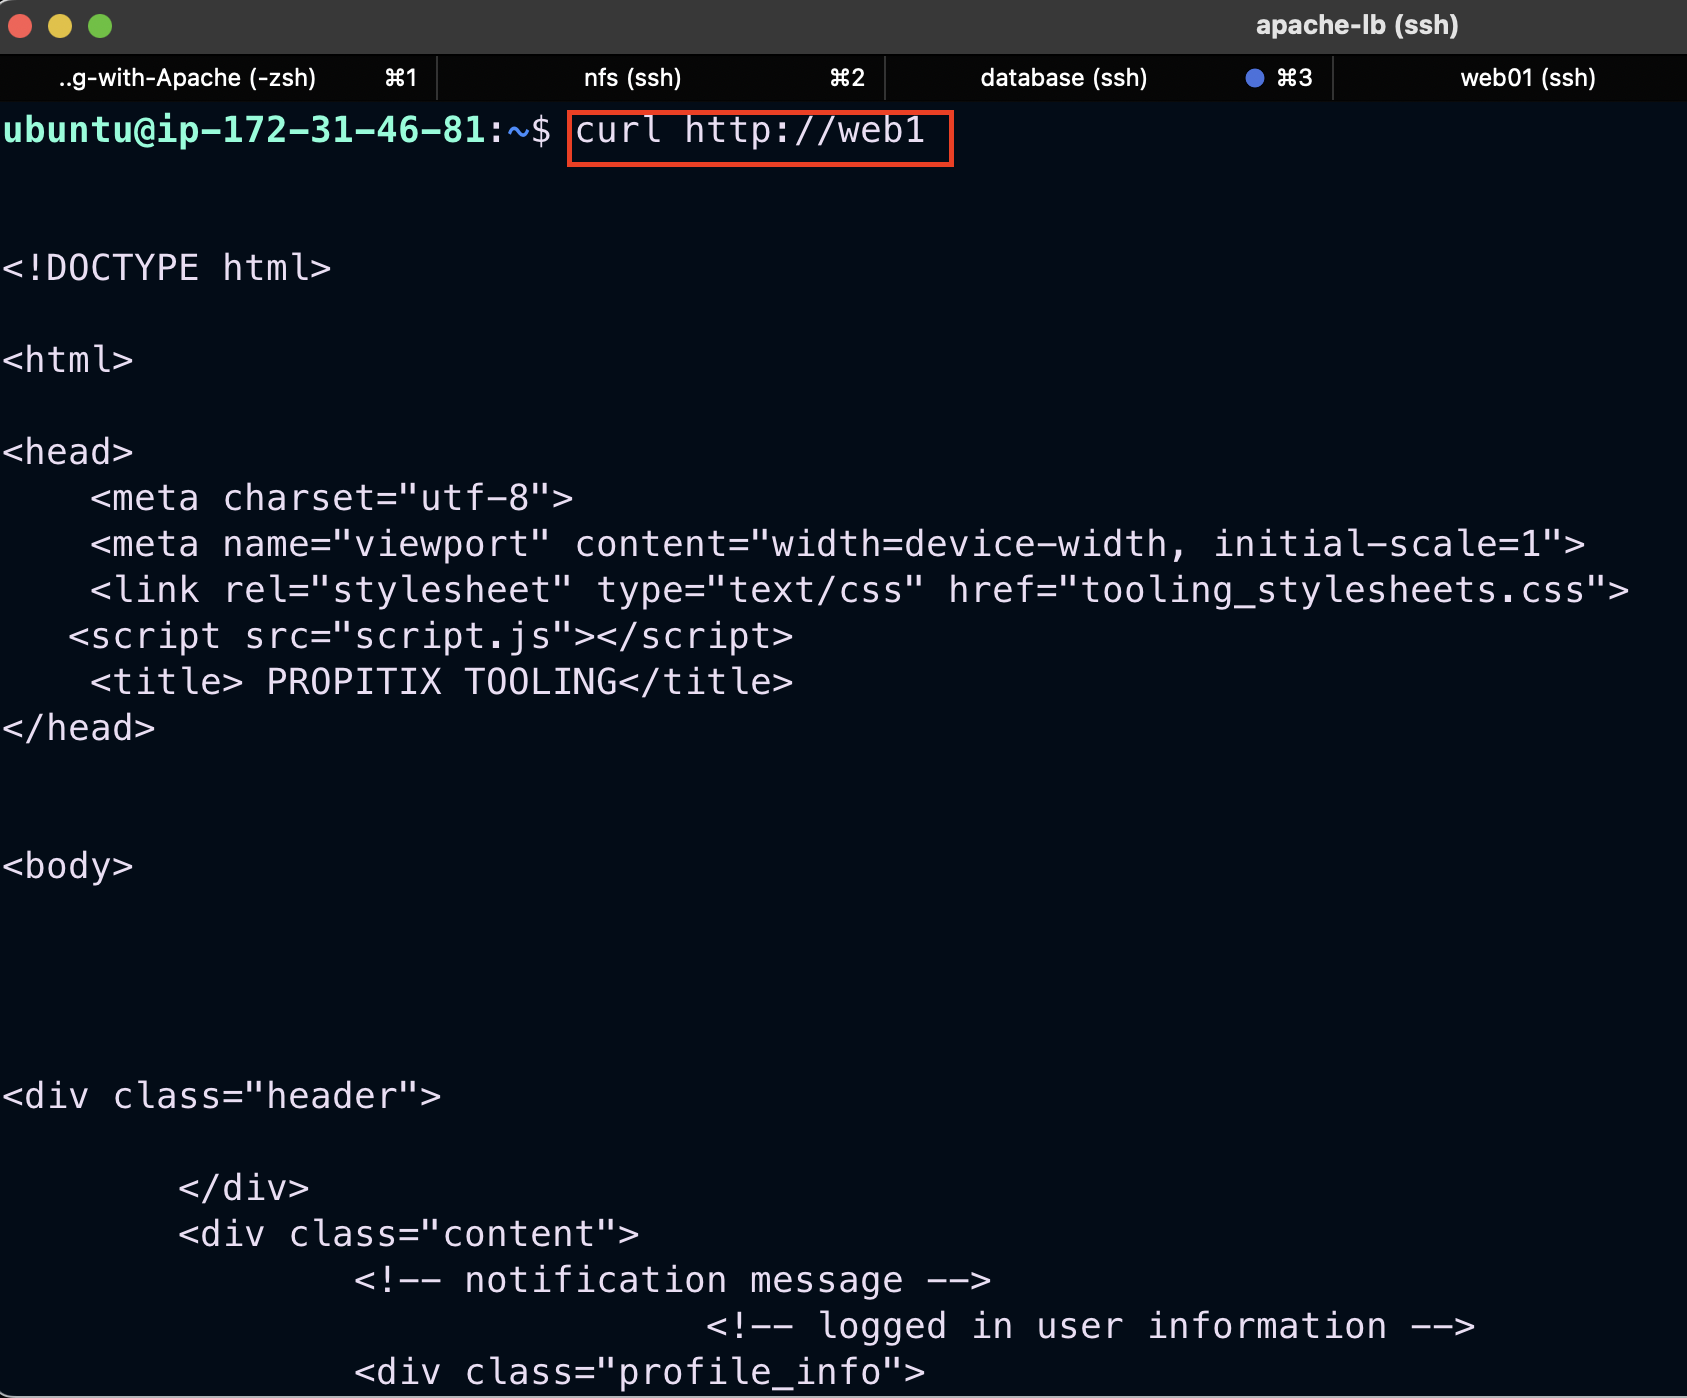 apache-lb (ssh)
..g-with-Apache (-zsh) ⌘1 nfs (ssh) ⌘2 database (ssh) ⌘3 web01 (ssh)
ubuntu@ip-172-31-46-81:~$ curl http://web1
<!DOCTYPE html>
<html>
<head>
    <meta charset="utf-8">
    <meta name="viewport" content="width=device-width, initial-scale=1">
    <link rel="stylesheet" type="text/css" href="tooling_stylesheets.css">
   <script src="script.js"></script>
    <title> PROPITIX TOOLING</title>
</head>
<body>
<div class="header">
        </div>
        <div class="content">
                <!-- notification message -->
                                <!-- logged in user information -->
                <div class="profile_info">